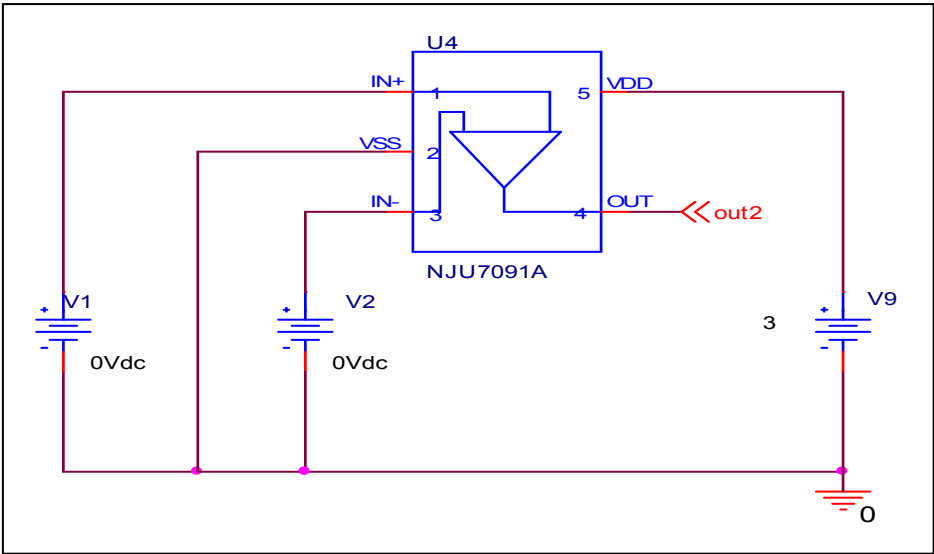 U4
IN+
1
5
VDD
VSS
2
IN-
3
4
OUT
out2
NJU7091A
V1
V2
V9
+
+
+
3
-
-
-
0Vdc
0Vdc
0